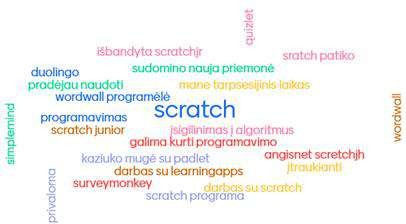 quizlet
išbandyta scratchjr
sratch patiko
duolingo
sudomino nauja priemonė
pradėjau naudoti
mane tarpsesijinis laikas
wordwall programėlė
scratch
wordwall
programavimas
simplemind
scratch junior
įsigilinimas į algoritmus
galima kurti programavimo
kaziuko mugė su padlet
angisnet scretchjh
darbas su learningapps
įtraukianti
privaloma
surveymonkey
darbas su scratch
scratch programa